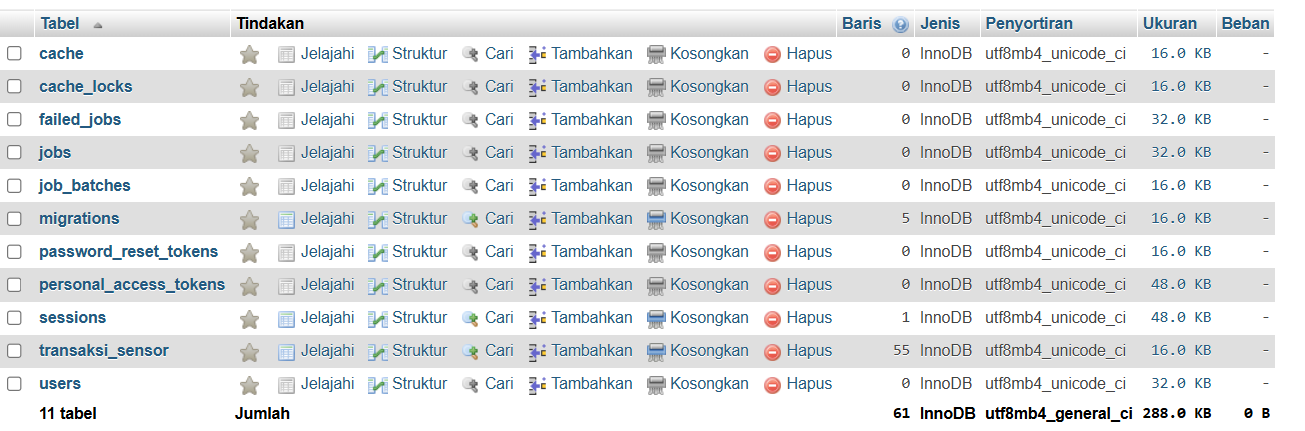 Tabel Tindakan Baris Jenis Penyortiran Ukuran Beban
cache Jelajahi Struktur Cari Tambahkan Kosongkan Hapus 0 InnoDB utf8mb4_unicode_ci 16.0 KB -
cache_locks Jelajahi Struktur Cari Tambahkan Kosongkan Hapus 0 InnoDB utf8mb4_unicode_ci 16.0 KB -
failed_jobs Jelajahi Struktur Cari Tambahkan Kosongkan Hapus 0 InnoDB utf8mb4_unicode_ci 32.0 KB -
jobs Jelajahi Struktur Cari Tambahkan Kosongkan Hapus 0 InnoDB utf8mb4_unicode_ci 32.0 KB -
job_batches Jelajahi Struktur Cari Tambahkan Kosongkan Hapus 0 InnoDB utf8mb4_unicode_ci 16.0 KB -
migrations Jelajahi Struktur Cari Tambahkan Kosongkan Hapus 5 InnoDB utf8mb4_unicode_ci 16.0 KB -
password_reset_tokens Jelajahi Struktur Cari Tambahkan Kosongkan Hapus 0 InnoDB utf8mb4_unicode_ci 16.0 KB -
personal_access_tokens Jelajahi Struktur Cari Tambahkan Kosongkan Hapus 0 InnoDB utf8mb4_unicode_ci 48.0 KB -
sessions Jelajahi Struktur Cari Tambahkan Kosongkan Hapus 1 InnoDB utf8mb4_unicode_ci 48.0 KB -
transaksi_sensor Jelajahi Struktur Cari Tambahkan Kosongkan Hapus 55 InnoDB utf8mb4_unicode_ci 16.0 KB -
users Jelajahi Struktur Cari Tambahkan Kosongkan Hapus 0 InnoDB utf8mb4_unicode_ci 32.0 KB -
11 tabel Jumlah 61 InnoDB utf8mb4_general_ci 288.0 KB 0 B